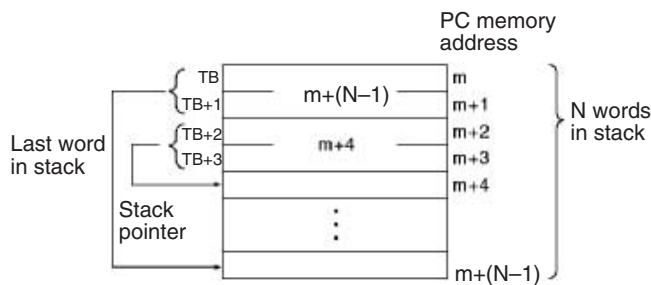 PC memory
address
TB
m
m+(N–1)
TB+1
m+1
N words
in stack
TB+2
m+2
Last word
in stack
m+4
TB+3
m+3
m+4
Stack
pointer
m+(N–1)